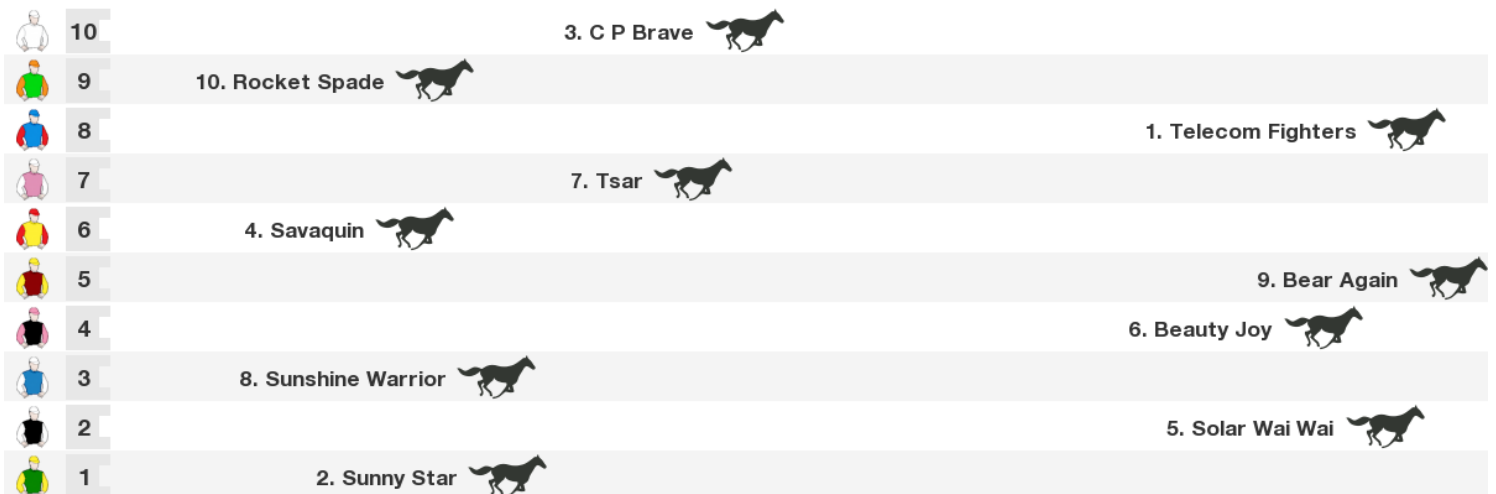 10 3. C P Brave
9 10. Rocket Spade
8 1. Telecom Fighters
7 7. Tsar
6 4. Savaquin
5 9. Bear Again
4 6. Beauty Joy
3 8. Sunshine Warrior
2 5. Solar Wai Wai
1 2. Sunny Star